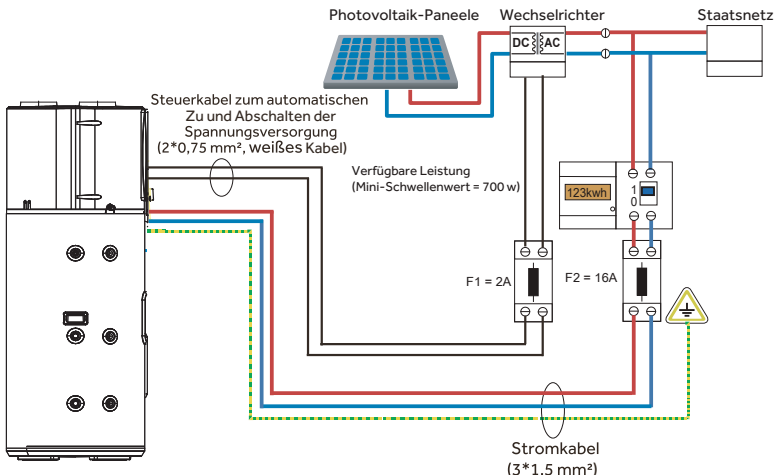 Photovoltaik-Paneele
Wechselrichter
Staatsnetz
DC
AC
Steuerkabel zum automatischen
Zu und Abschalten der
Spannungsversorgung
(2*0,75 mm², weißes Kabel)
Verfügbare Leistung
(Mini-Schwellenwert = 700 w)
123kwh
1
0
F1 = 2A
F2 = 16A
Stromkabel
(3*1,5 mm²)